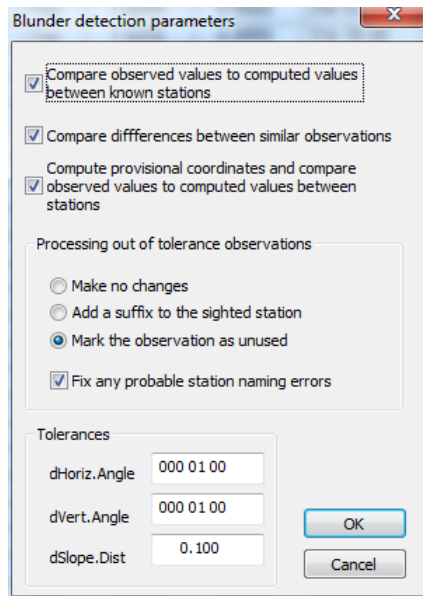 Blunder detection parameters
Compare observed values to computed values
between known stations
Compare diffferences between similar observations
Compute provisional coordinates and compare
observed values to computed values between
stations
Processing out of tolerance observations
Make no changes
Add a suffix to the sighted station
Mark the observation as unused
Fix any probable station naming errors
Tolerances
dHoriz.Angle 000 01 00
dVert.Angle 000 01 00
dSlope.Dist 0.100
OK
Cancel